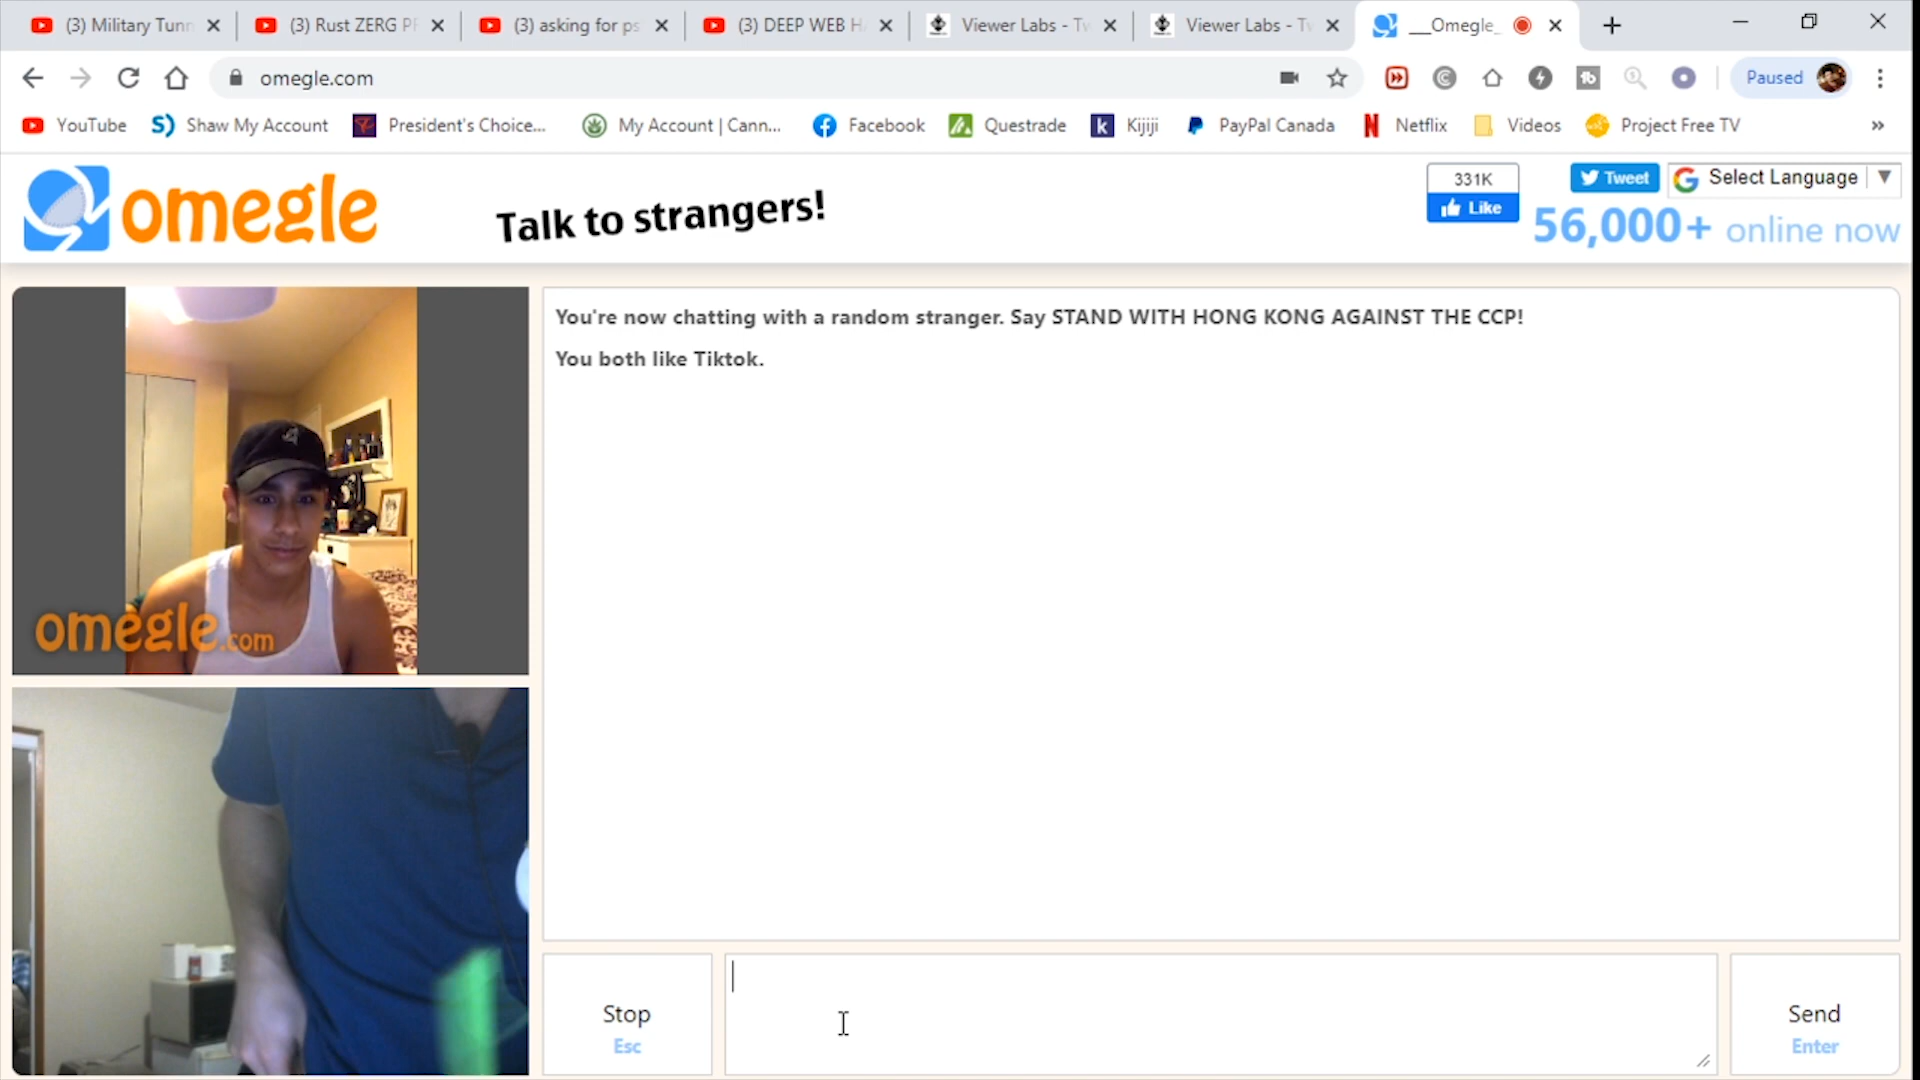 (3) Military Tunn
(3) Rust ZERG P
(3) asking for ps
(3) DEEP WEB H
Viewer Labs - Tw
Viewer Labs - Tw
__Omegle_
omegle.com
Paused
YouTube
Shaw My Account
President's Choice...
My Account | Cann...
Facebook
Questrade
Kijiji
PayPal Canada
Netflix
Videos
Project Free TV
omegle
Talk to strangers!
331K
Like
Tweet
Select Language
56,000+ online now
You're now chatting with a random stranger. Say STAND WITH HONG KONG AGAINST THE CCP!
You both like Tiktok.
omegle.com
Stop
Esc
Send
Enter